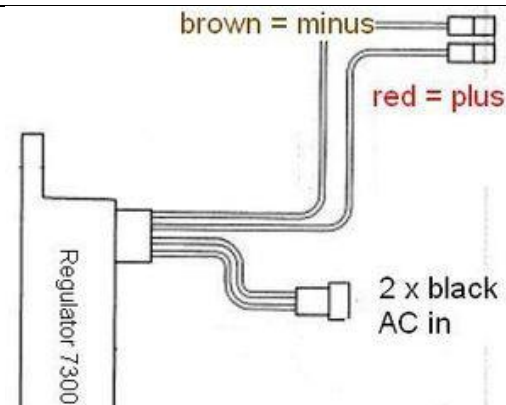 brown = minus
red = plus
2 x black
AC in
Regulator 7300